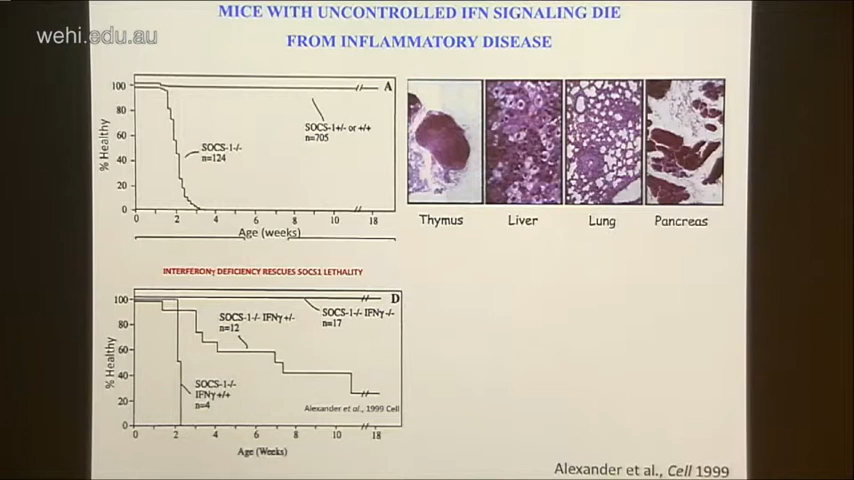 MICE WITH UNCONTROLLED IFN SIGNALING DIE
FROM INFLAMMATORY DISEASE
wehi.edu.au
A
% Healthy
100
80
60
40
20
0
SOCS-1+/- or +/+
n=705
SOCS-1-/-
n=124
0 2 4 6 8 10 18
Age (weeks)
Thymus Liver Lung Pancreas
INTERFERONγ DEFICIENCY RESCUES SOCS1 LETHALITY
D
% Healthy
100
80
60
40
20
0
SOCS-1-/- IFNγ+/-
n=12
SOCS-1-/- IFNγ-/-
n=17
SOCS-1-/-
IFNγ+/+
n=4
Alexander et al., 1999 Cell
0 2 4 6 8 10 18
Age (Weeks)
Alexander et al., Cell 1999